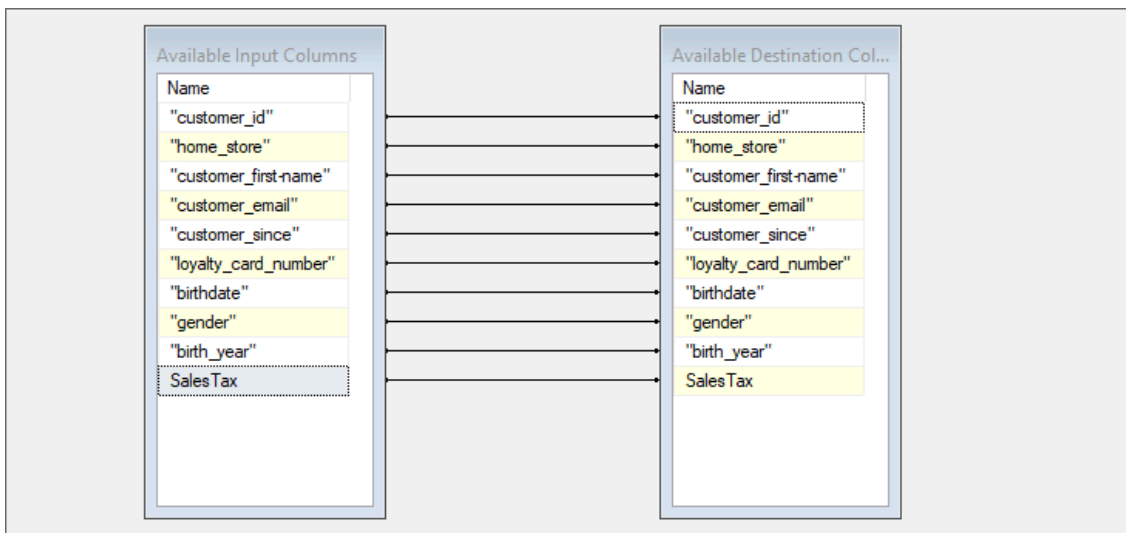 Available Input Columns
Name
"customer_id"
"home_store"
"customer_first-name"
"customer_email"
"customer_since"
"loyalty_card_number"
"birthdate"
"gender"
"birth_year"
SalesTax
Available Destination Col...
Name
"customer_id"
"home_store"
"customer_first-name"
"customer_email"
"customer_since"
"loyalty_card_number"
"birthdate"
"gender"
"birth_year"
SalesTax